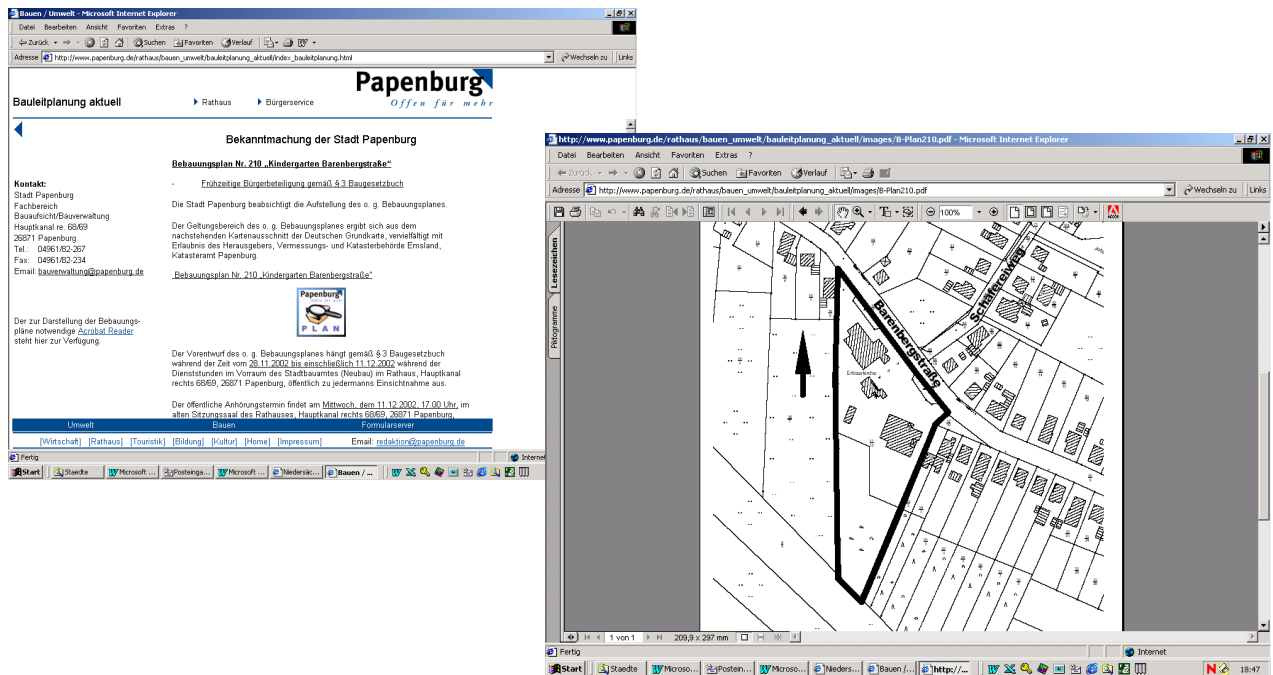 Bauen / Umwelt - Microsoft Internet Explorer
Datei Bearbeiten Ansicht Favoriten Extras ?
Zurück Suchen Favoriten Verlauf
Adresse http://www.papenburg.de/rathaus/bauen_umwelt/bauleitplanung_aktuell/index_bauleitplanung.html Wechseln zu Links
Papenburg
Offen für mehr
Bauleitplanung aktuell Rathaus Bürgerservice
Bekanntmachung der Stadt Papenburg
Bebauungsplan Nr. 210 „Kindergarten Barenbergstraße“
- Frühzeitige Bürgerbeteiligung gemäß § 3 Baugesetzbuch
Die Stadt Papenburg beabsichtigt die Aufstellung des o. g. Bebauungsplanes.
Der Geltungsbereich des o. g. Bebauungsplanes ergibt sich aus dem
nachstehenden Kartenausschnitt der Deutschen Grundkarte, vervielfältigt mit
Erlaubnis des Herausgebers, Vermessungs- und Katasterbehörde Emsland,
Katasteramt Papenburg.
Bebauungsplan Nr. 210 „Kindergarten Barenbergstraße“
Papenburg
PLAN
Der Vorentwurf des o. g. Bebauungsplanes hängt gemäß § 3 Baugesetzbuch
während der Zeit vom 28.11.2002 bis einschließlich 11.12.2002 während der
Dienststunden im Vorraum des Stadtbauamtes (Neubau) im Rathaus, Hauptkanal
rechts 68/69, 26871 Papenburg, öffentlich zu jedermanns Einsichtnahme aus.
Der öffentliche Anhörungstermin findet am Mittwoch, dem 11.12.2002, 17.00 Uhr, im
alten Sitzungssaal des Rathauses, Hauptkanal rechts 68/69, 26871 Papenburg,
Kontakt:
Stadt Papenburg
Fachbereich
Bauaufsicht/Bauverwaltung
Hauptkanal re. 68/69
26871 Papenburg
Tel.: 04961/82-267
Fax: 04961/82-234
Email: bauverwaltung@papenburg.de
Der zur Darstellung der Bebauungs-
pläne notwendige Acrobat Reader
steht hier zur Verfügung.
Umwelt Bauen Formularserver
[Wirtschaft] [Rathaus] [Touristik] [Bildung] [Kultur] [Home] [Impressum] Email: redaktion@papenburg.de
Fertig Internet
Start Staedte Microsoft ... Posteinga... Microsoft ... Niedersäc... Bauen / ...
http://www.papenburg.de/rathaus/bauen_umwelt/bauleitplanung_aktuell/images/B-Plan210.pdf - Microsoft Internet Explorer
Datei Bearbeiten Ansicht Favoriten Extras ?
Zurück Suchen Favoriten Verlauf
Adresse http://www.papenburg.de/rathaus/bauen_umwelt/bauleitplanung_aktuell/images/B-Plan210.pdf Wechseln zu Links
100%
Lesezeichen
Piktogramme
Schäfereiweg
Barenbergstraße
Erlöserkirche
1 von 1 209,9 x 297 mm
Fertig Internet
Start Staedte Microso... Postein... Microso... Nieders... Bauen /... http://... 18:47